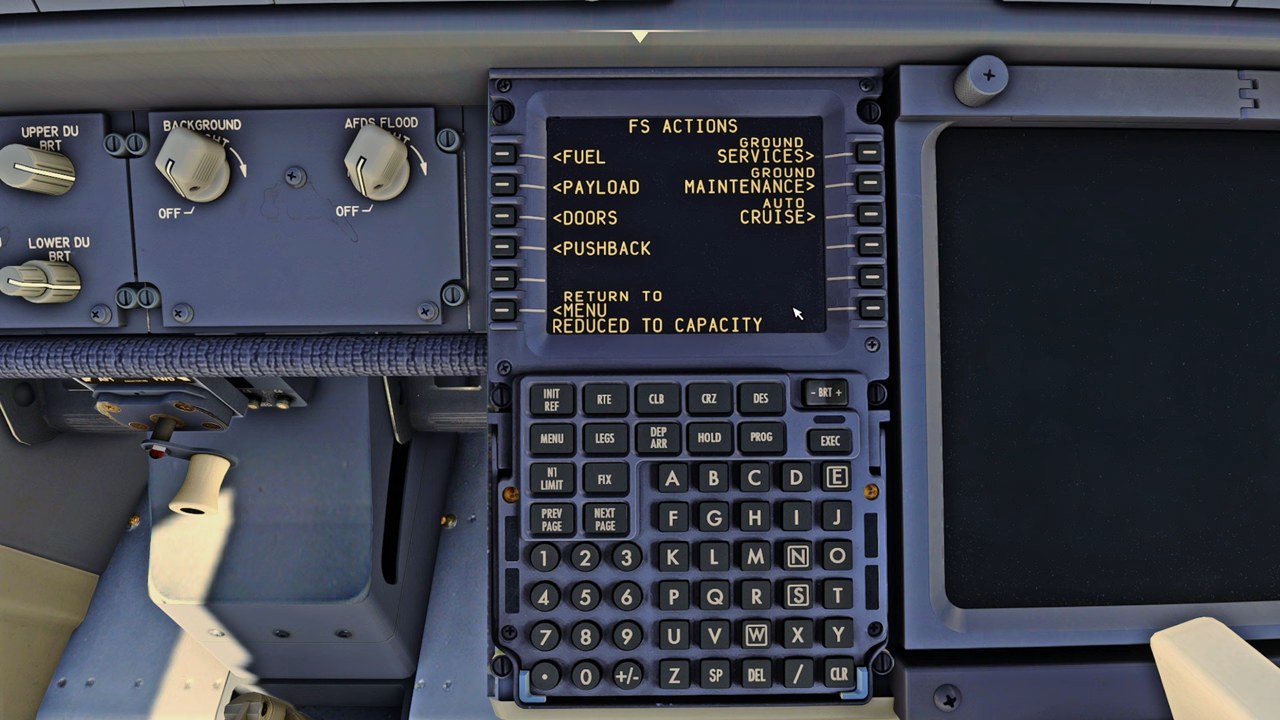 UPPER DU
BRT
BACKGROUND
OFF
AFDS FLOOD
OFF
LOWER DU
BRT
FS ACTIONS
<FUEL
GROUND
SERVICES>
<PAYLOAD
GROUND
MAINTENANCE>
<DOORS
AUTO
CRUISE>
<PUSHBACK
RETURN TO
<MENU
REDUCED TO CAPACITY
INIT
REF
RTE
CLB
CRZ
DES
- BRT +
MENU
LEGS
DEP
ARR
HOLD
PROG
EXEC
N1
LIMIT
FIX
A B C D E
PREV
PAGE
NEXT
PAGE
F G H I J
1 2 3 K L M N O
4 5 6 P Q R S T
7 8 9 U V W X Y
. 0 +/- Z SP DEL / CLR